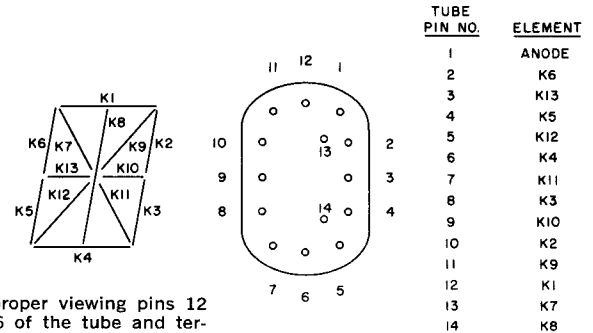 K1
K6 K7 K8 K9 K2
K13 K10
K5 K12 K11 K3
K4
11 12 1
10 13 2
9 3
8 14 4
7 6 5
TUBE
PIN NO. ELEMENT
1 ANODE
2 K6
3 K13
4 K5
5 K12
6 K4
7 K11
8 K3
9 K10
10 K2
11 K9
12 K1
13 K7
14 K8
roper viewing pins 12
6 of the tube and ter-